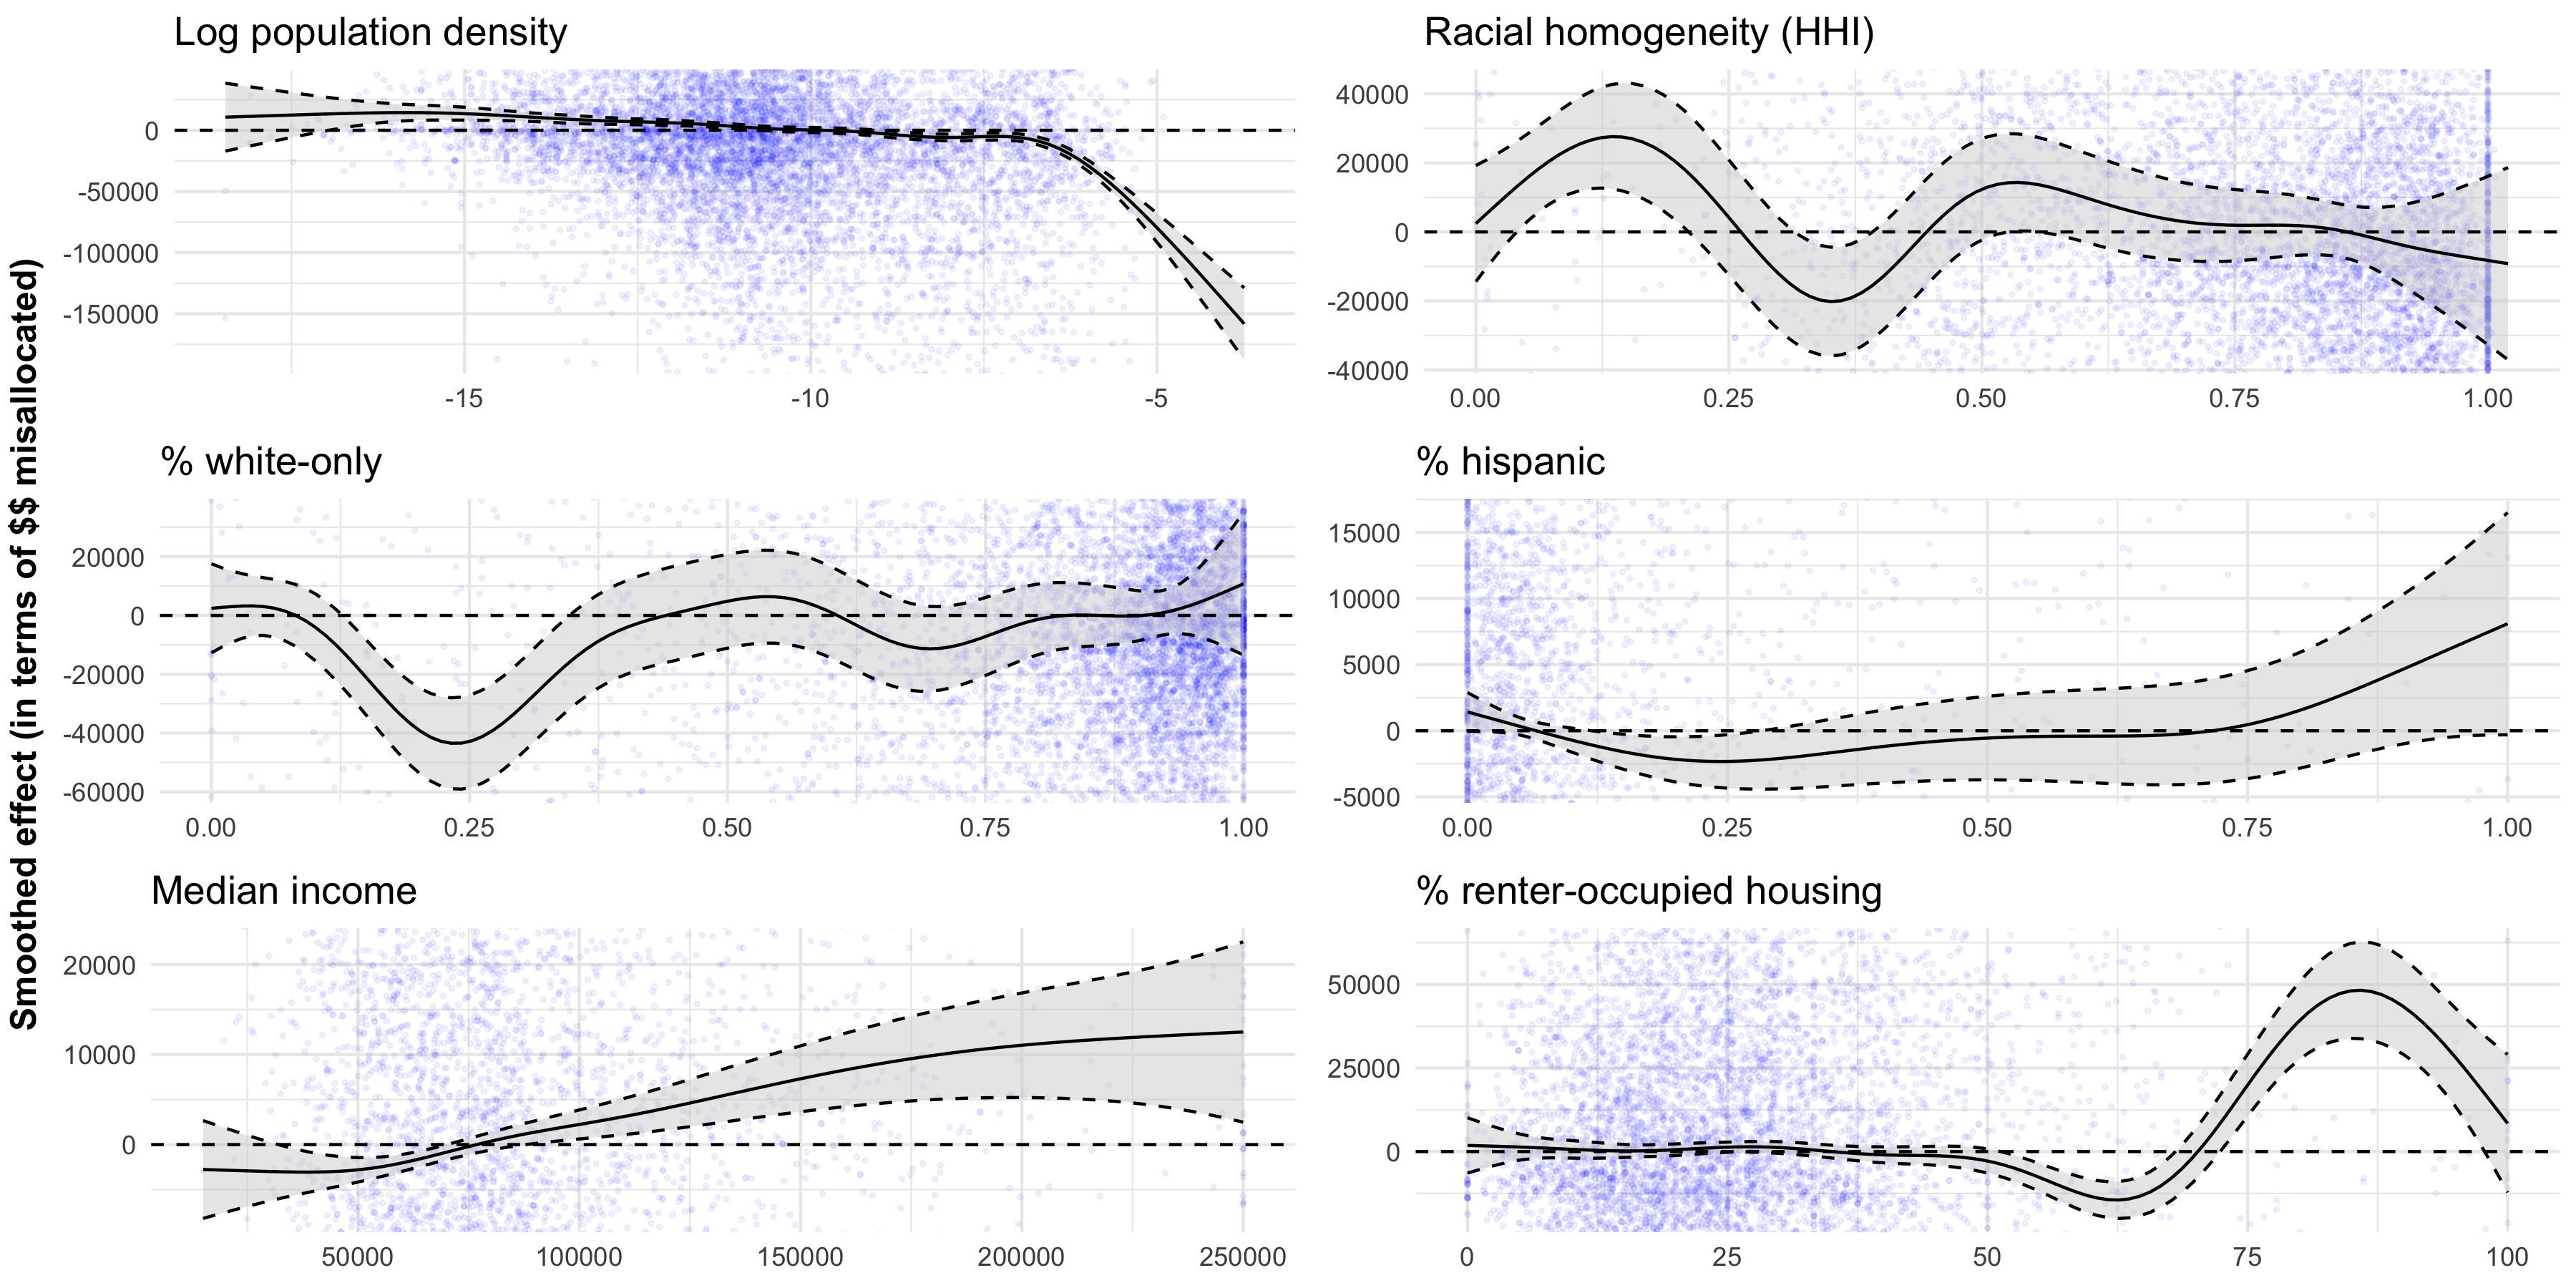 Smoothed effect (in terms of $$ misallocated)
Log population density
0
-50000
-100000
-150000
-15 -10 -5
Racial homogeneity (HHI)
40000
20000
0
-20000
-40000
0.00 0.25 0.50 0.75 1.00
% white-only
20000
0
-20000
-40000
-60000
0.00 0.25 0.50 0.75 1.00
% hispanic
15000
10000
5000
0
-5000
0.00 0.25 0.50 0.75 1.00
Median income
20000
10000
0
50000 100000 150000 200000 250000
% renter-occupied housing
50000
25000
0
0 25 50 75 100